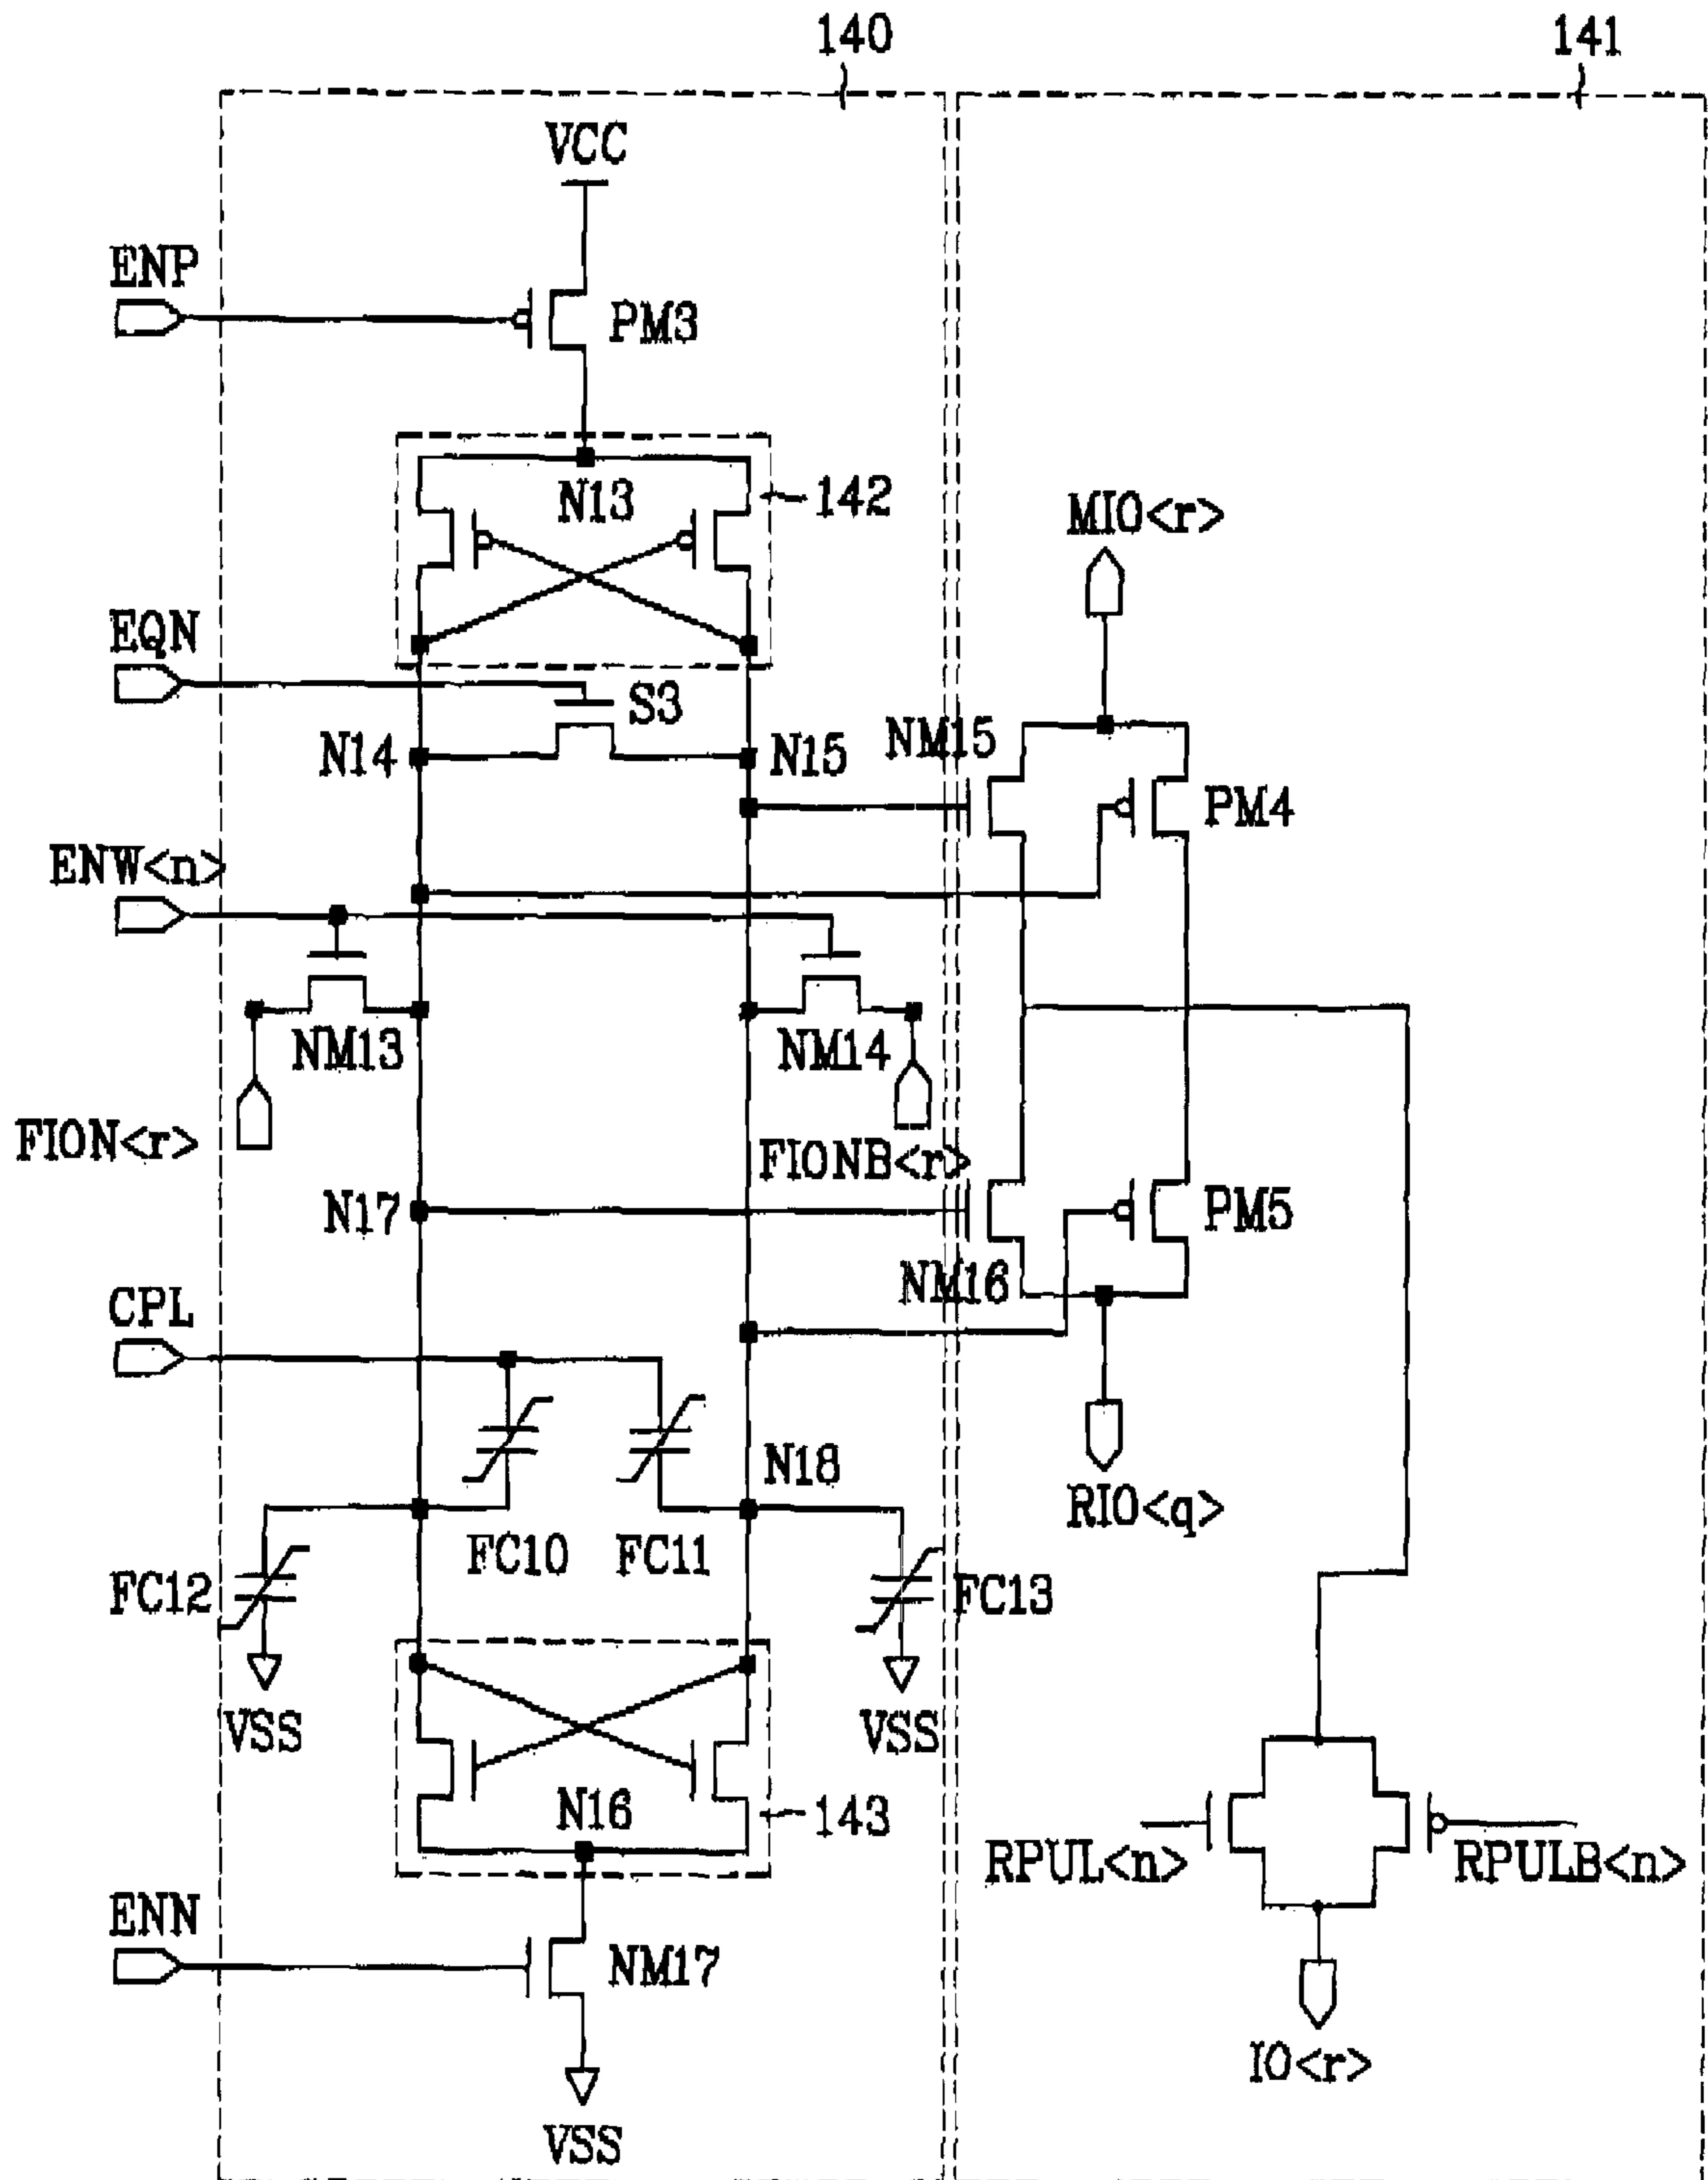 140
141
VCC
ENP
PM3
N13
142
MIO<r>
EQN
S3
N14
N15
NM15
PM4
ENW<n>
NM13
NM14
FION<r>
FIONB<r>
N17
PM5
NM16
CPL
N18
RIO<q>
FC10
FC11
FC12
FC13
VSS
VSS
N16
143
RPUL<n>
RPULB<n>
ENN
NM17
IO<r>
VSS